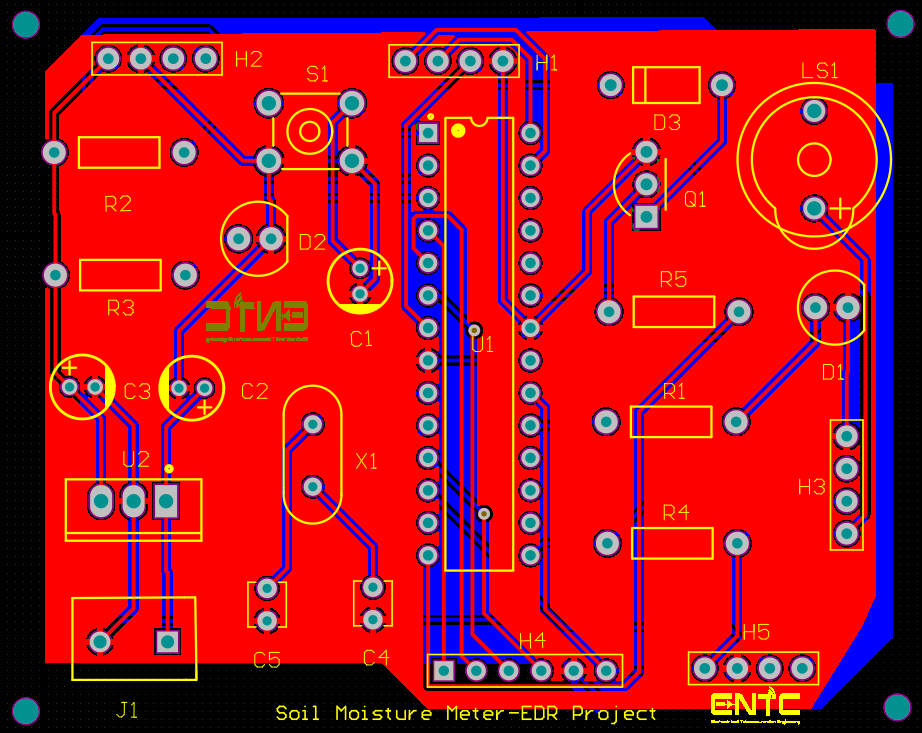 H2
S1
H1
LS1
D3
R2
Q1
D2
R3
R5
C1
U1
D1
C3
C2
R1
U2
X1
H3
R4
H4
H5
C5
C4
J1
Soil Moisture Meter-EDR Project
ENTC